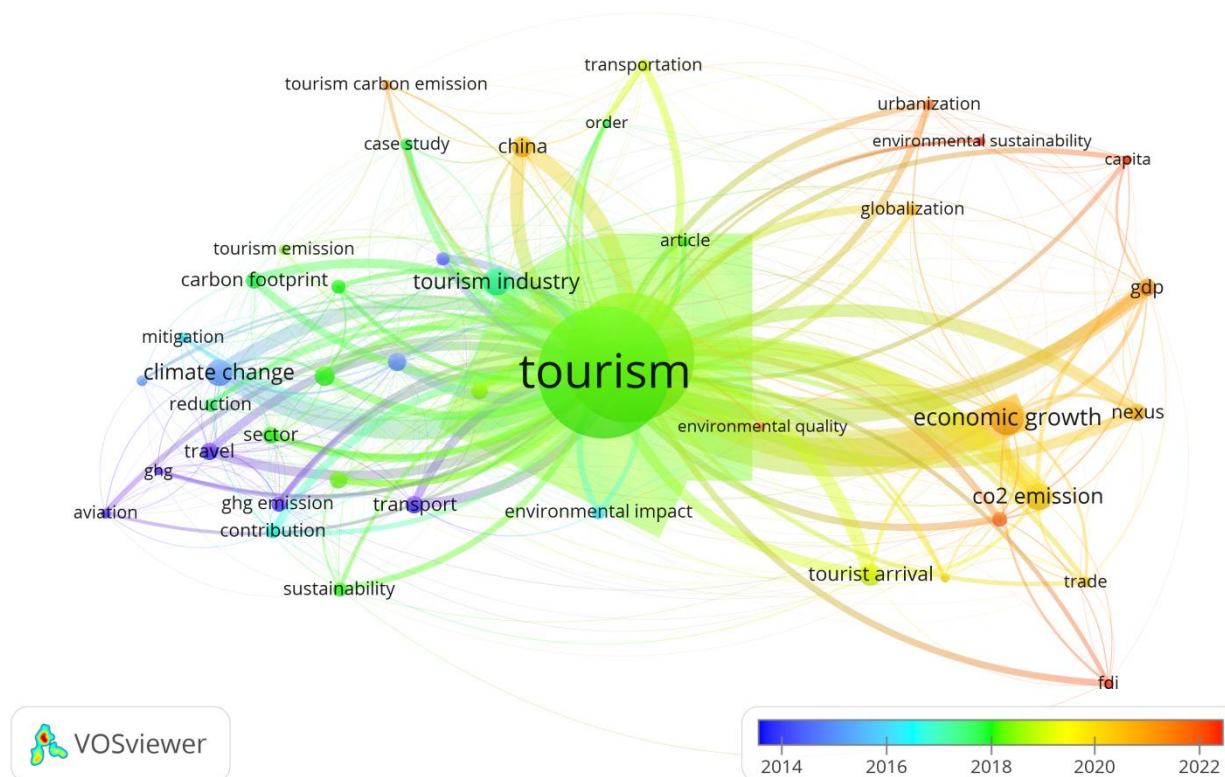 transportation
tourism carbon emission
urbanization
order
environmental sustainability
case study
china
capita
globalization
article
tourism emission
carbon footprint
tourism industry
gdp
mitigation
climate change
tourism
reduction
economic growth
nexus
environmental quality
sector
travel
ghg
co2 emission
ghg emission
transport
aviation
environmental impact
contribution
tourist arrival
trade
sustainability
fdi
VOSviewer
2014 2016 2018 2020 2022